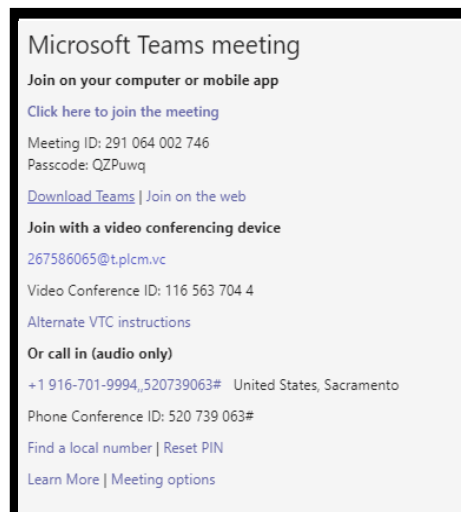 Microsoft Teams meeting
Join on your computer or mobile app
Click here to join the meeting
Meeting ID: 291 064 002 746
Passcode: QZPuwq
Download Teams | Join on the web
Join with a video conferencing device
267586065@t.plcm.vc
Video Conference ID: 116 563 704 4
Alternate VTC instructions
Or call in (audio only)
+1 916-701-9994,,520739063# United States, Sacramento
Phone Conference ID: 520 739 063#
Find a local number | Reset PIN
Learn More | Meeting options